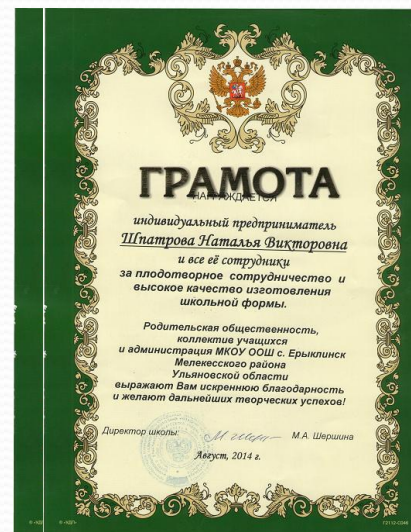 ГРАМОТА
НАГРАЖДАЕТСЯ
индивидуальный предприниматель
Шпатрова Наталья Викторовна
и все её сотрудники
за плодотворное сотрудничество и
высокое качество изготовления
школьной формы.
Родительская общественность,
коллектив учащихся
и администрация МКОУ ООШ с. Ерыклинск
Мелекесского района
Ульяновской области
выражают Вам искреннюю благодарность
и желают дальнейших творческих успехов!
Директор школы: М.А. Шершина
Август, 2014 г.